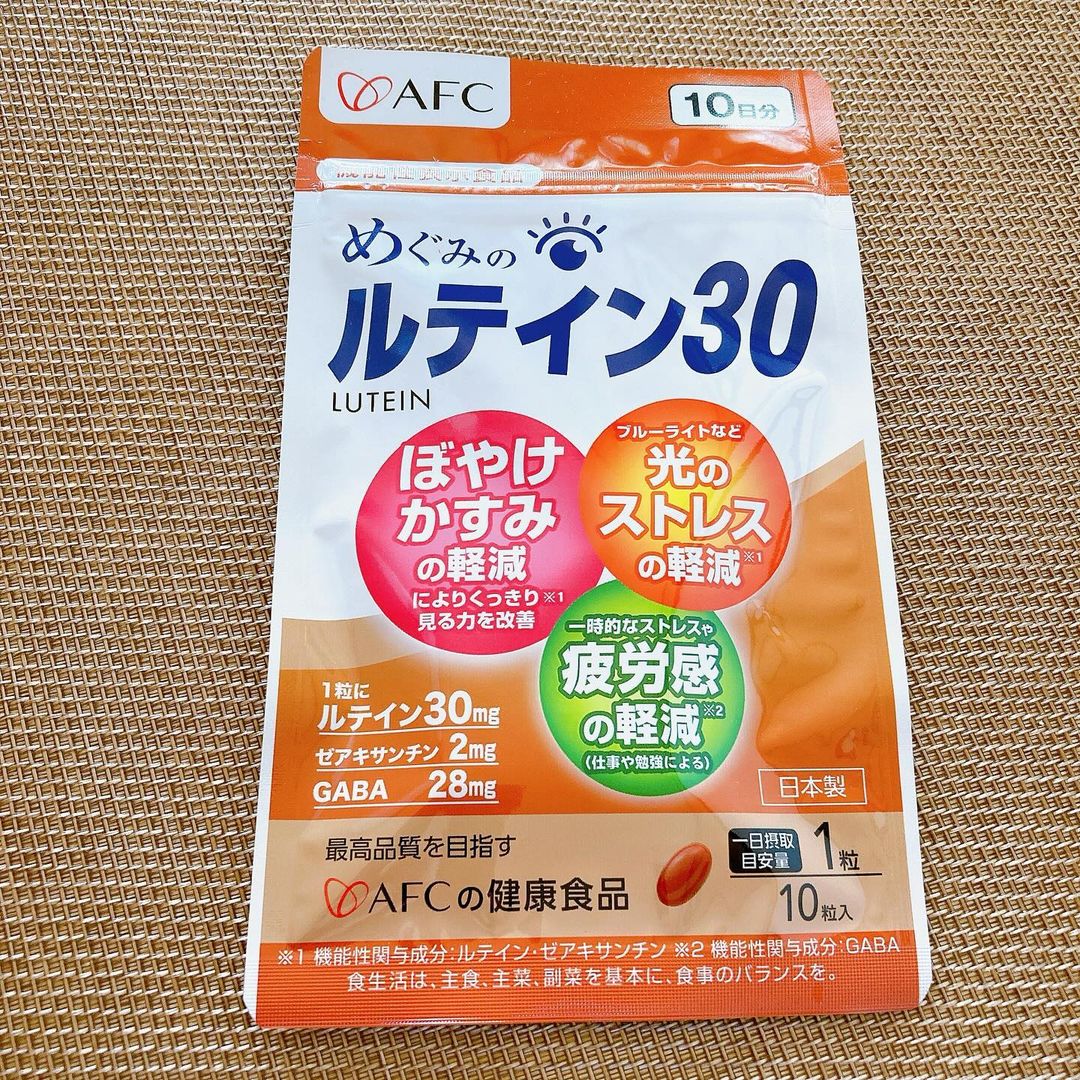 AFC
10日分
機能性表示食品
めぐみの
ルテイン30
LUTEIN
ぼやけ
かすみ
の軽減
によりくっきり※1
見る力を改善
ブルーライトなど
光の
ストレス
の軽減※1
一時的なストレスや
疲労感
の軽減※2
(仕事や勉強による)
1粒に
ルテイン30mg
ゼアキサンチン 2mg
GABA 28mg
日本製
最高品質を目指す
AFCの健康食品
一日摂取
目安量
1粒
10粒入
※1 機能性関与成分:ルテイン・ゼアキサンチン ※2 機能性関与成分:GABA
食生活は、主食、主菜、副菜を基本に、食事のバランスを。